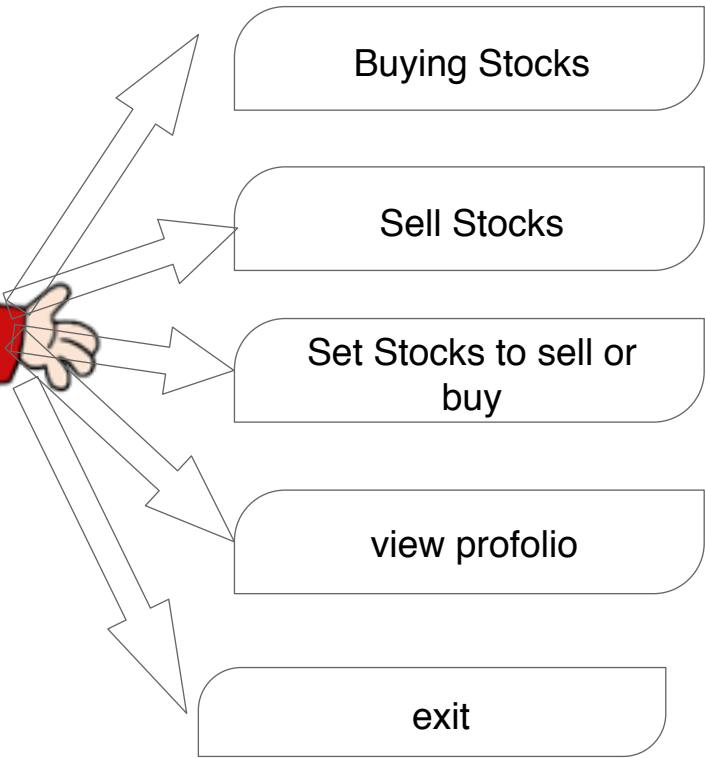 Buying Stocks
Sell Stocks
Set Stocks to sell or
buy
view profolio
exit